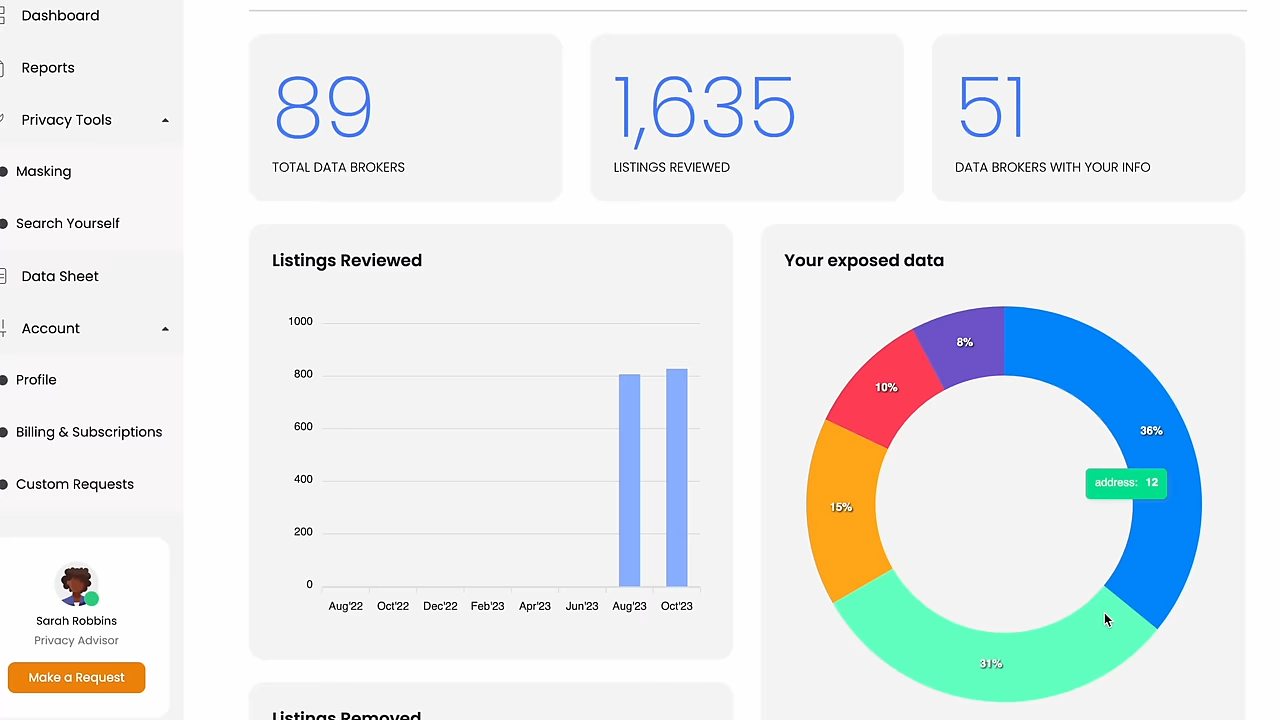 Dashboard
Reports
Privacy Tools
Masking
Search Yourself
Data Sheet
Account
Profile
Billing & Subscriptions
Custom Requests
Sarah Robbins
Privacy Advisor
Make a Request
89
TOTAL DATA BROKERS
1,635
LISTINGS REVIEWED
51
DATA BROKERS WITH YOUR INFO
Listings Reviewed
1000
800
600
400
200
0
Aug'22 Oct'22 Dec'22 Feb'23 Apr'23 Jun'23 Aug'23 Oct'23
Your exposed data
8%
10%
36%
address: 12
15%
31%
Listings Removed